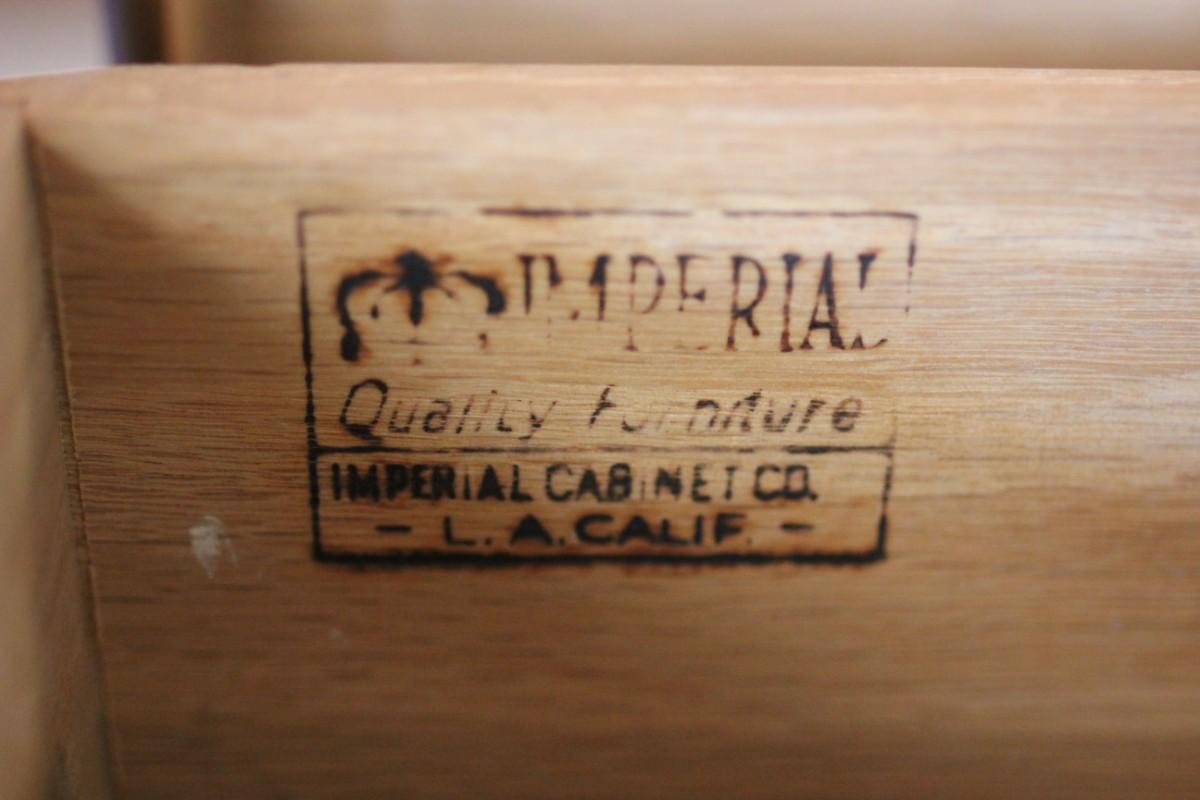 IMPERIAL
Quality Furniture
IMPERIAL CABINET CO.
- L. A. CALIF. -